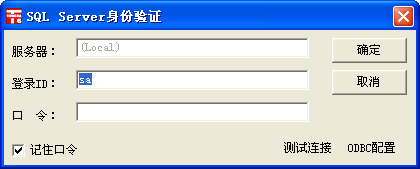 SQL Server身份验证
服务器： (Local)
确定
登录ID： sa
取消
口 令：
记住口令
测试连接 ODBC配置